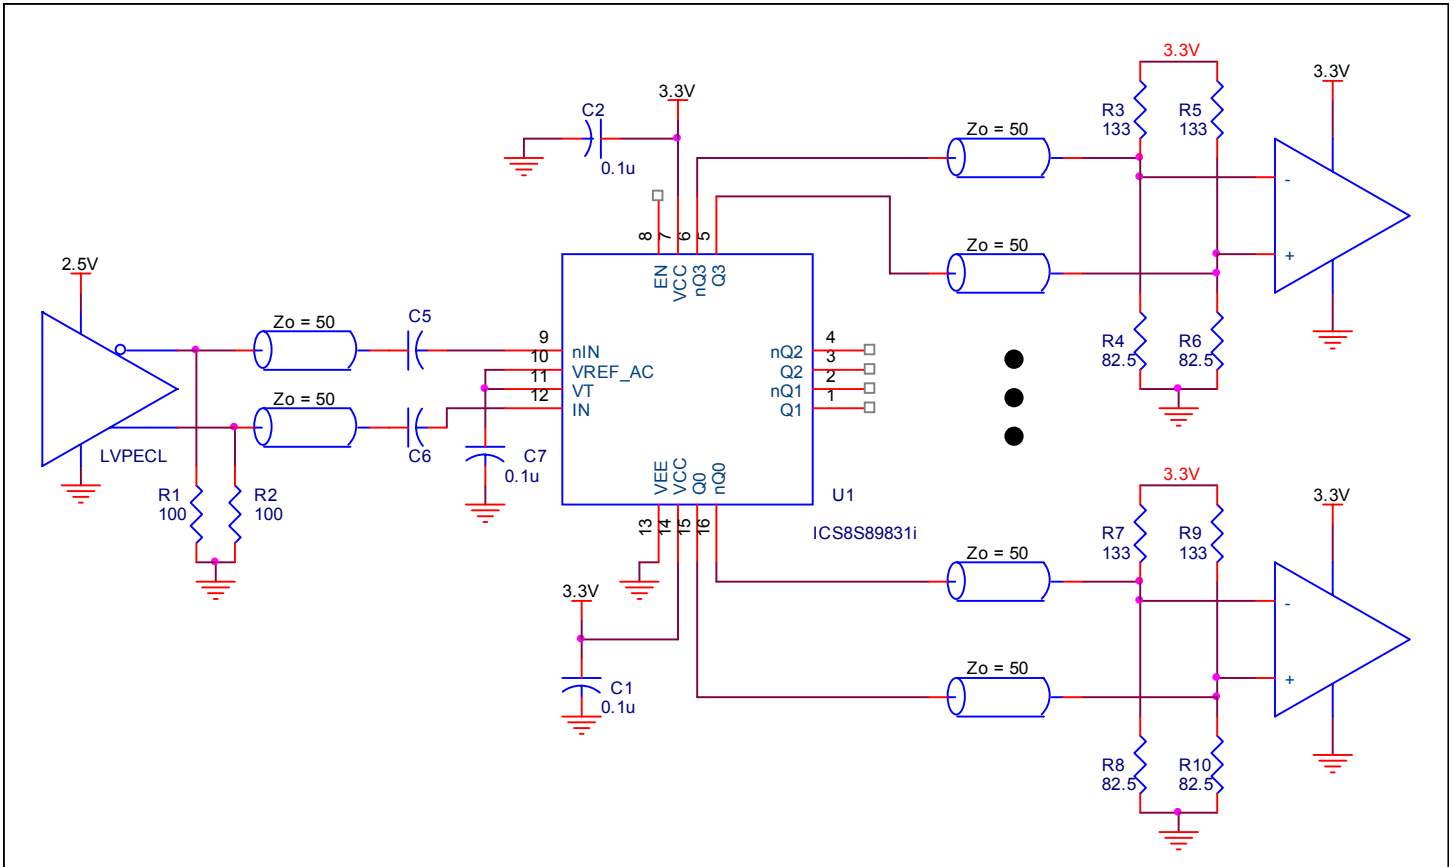 3.3V
3.3V
3.3V
C2
0.1u
Zo = 50
R3
133
R5
133
-
+
8
7
6
5
EN
VCC
nQ3
Q3
Zo = 50
2.5V
LVPECL
Zo = 50
C5
Zo = 50
C6
R1
100
R2
100
C7
0.1u
9
10
11
12
nIN
VREF_AC
VT
IN
nQ2
Q2
nQ1
Q1
4
3
2
1
R4
82.5
R6
82.5
VEE
VCC
Q0
nQ0
13
14
15
16
U1
ICS8S89831i
3.3V
3.3V
R7
133
R9
133
Zo = 50
-
+
3.3V
C1
0.1u
Zo = 50
R8
82.5
R10
82.5